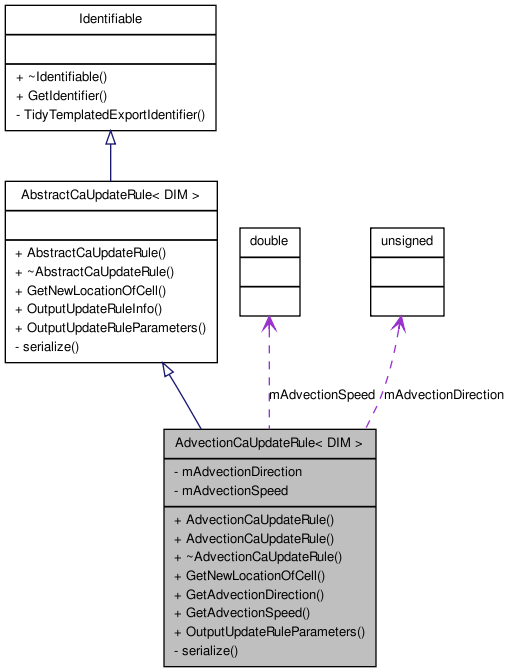 Identifiable
+ ~Identifiable()
+ GetIdentifier()
- TidyTemplatedExportIdentifier()
AbstractCaUpdateRule< DIM >
+ AbstractCaUpdateRule()
+ ~AbstractCaUpdateRule()
+ GetNewLocationOfCell()
+ OutputUpdateRuleInfo()
+ OutputUpdateRuleParameters()
- serialize()
double
unsigned
mAdvectionSpeed
mAdvectionDirection
AdvectionCaUpdateRule< DIM >
- mAdvectionDirection
- mAdvectionSpeed
+ AdvectionCaUpdateRule()
+ AdvectionCaUpdateRule()
+ ~AdvectionCaUpdateRule()
+ GetNewLocationOfCell()
+ GetAdvectionDirection()
+ GetAdvectionSpeed()
+ OutputUpdateRuleParameters()
- serialize()